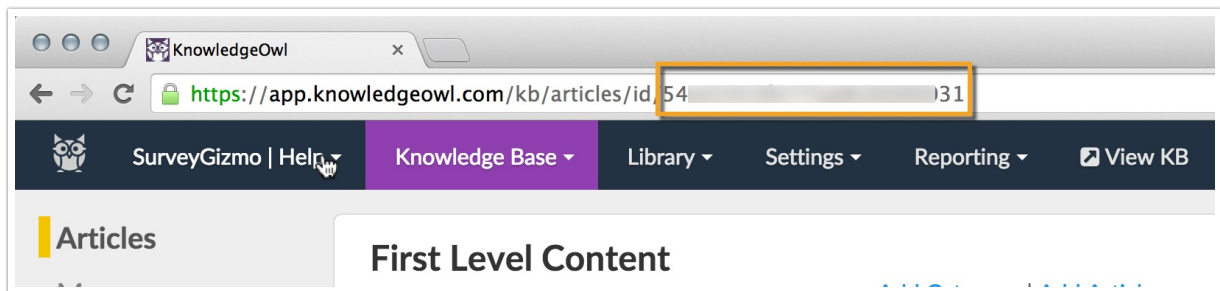 KnowledgeOwl
https://app.knowledgeowl.com/kb/articles/id/54 31
SurveyGizmo | Help Knowledge Base Library Settings Reporting View KB
Articles
First Level Content